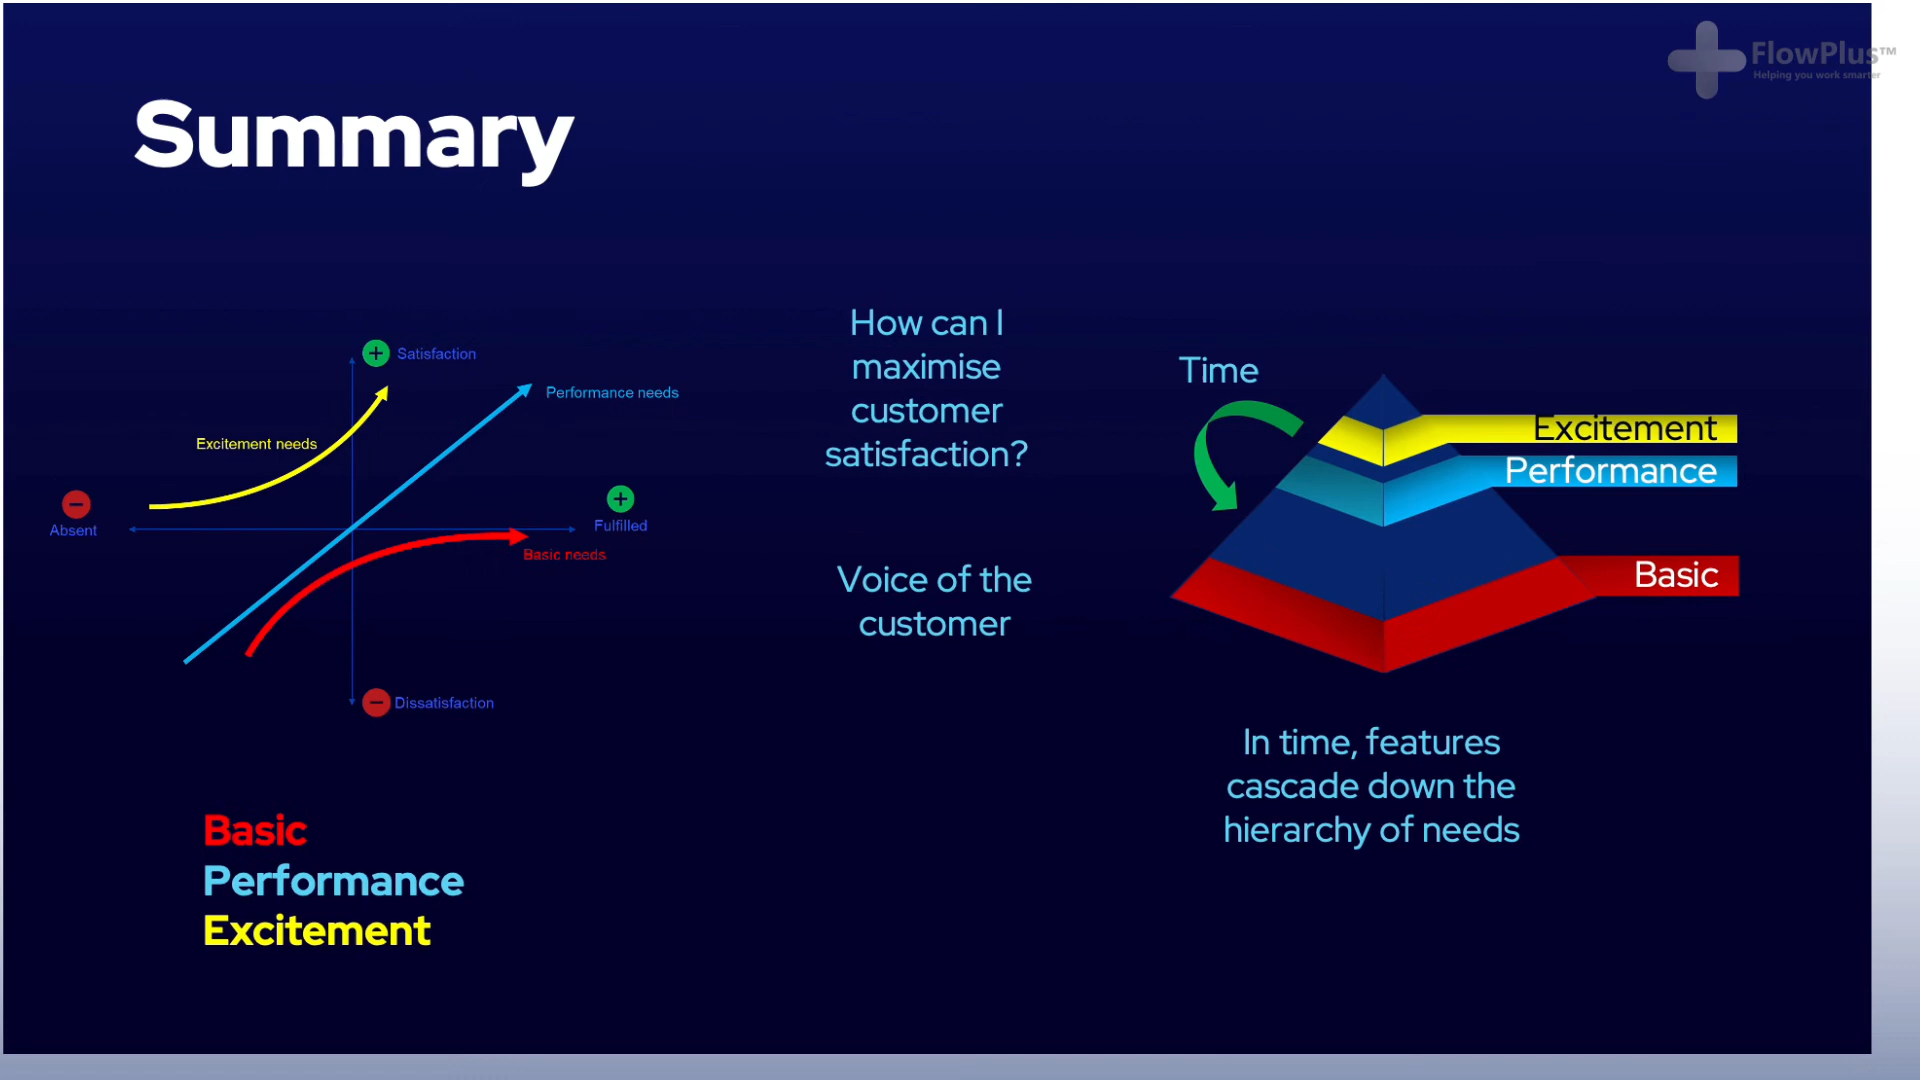 FlowPlus™
Helping you work smarter
Summary
Satisfaction
Performance needs
Excitement needs
Absent
Fulfilled
Basic needs
Dissatisfaction
Basic
Performance
Excitement
How can I
maximise
customer
satisfaction?
Voice of the
customer
Time
Excitement
Performance
Basic
In time, features
cascade down the
hierarchy of needs